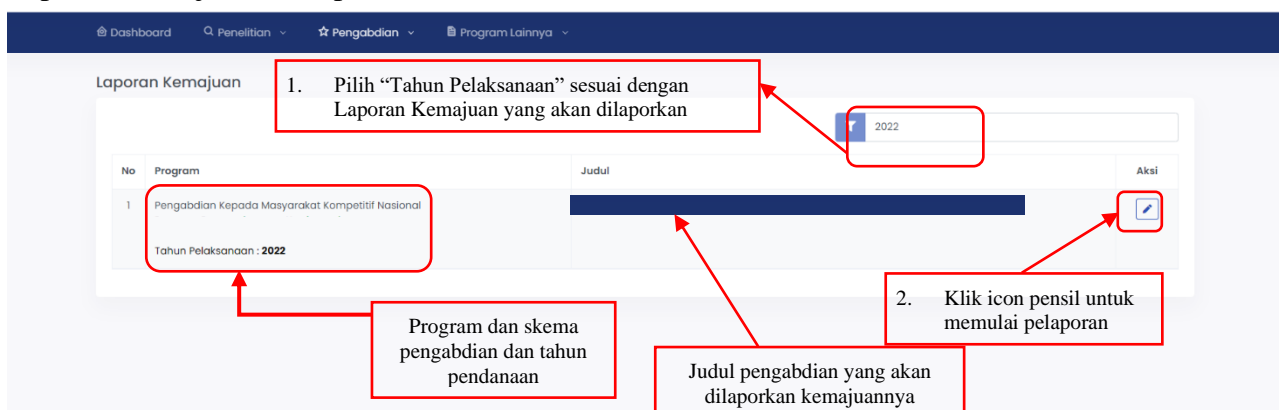 Dashboard Penelitian Pengabdian Program Lainnya
Laporan Kemajuan
1. Pilih “Tahun Pelaksanaan” sesuai dengan
Laporan Kemajuan yang akan dilaporkan
2022
No Program Judul Aksi
1 Pengabdian Kepada Masyarakat Kompetitif Nasional
Tahun Pelaksanaan : 2022
2. Klik icon pensil untuk
memulai pelaporan
Program dan skema
pengabdian dan tahun
pendanaan
Judul pengabdian yang akan
dilaporkan kemajuannya